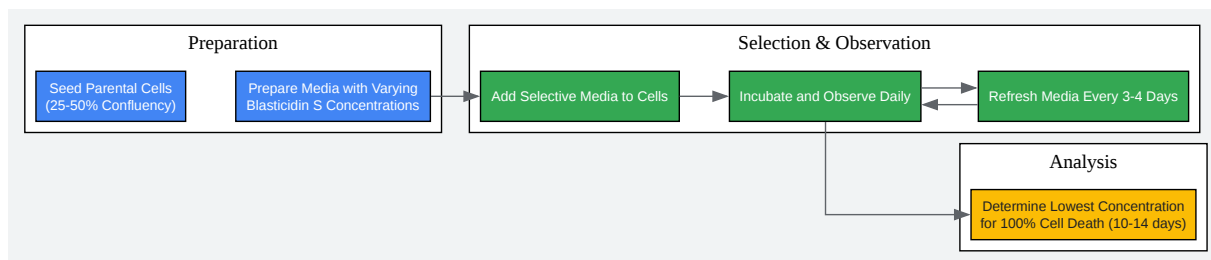 Preparation
Seed Parental Cells
(25-50% Confluency)
Prepare Media with Varying
Blasticidin S Concentrations
Selection & Observation
Add Selective Media to Cells
Incubate and Observe Daily
Refresh Media Every 3-4 Days
Analysis
Determine Lowest Concentration
for 100% Cell Death (10-14 days)